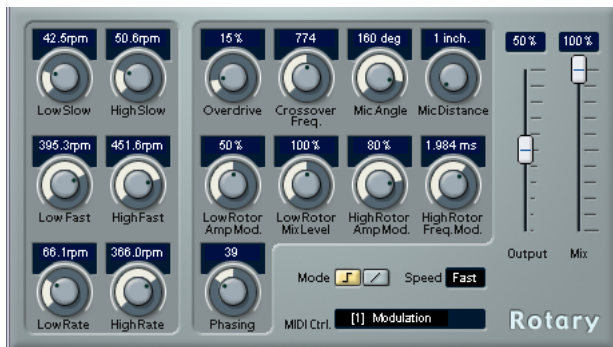 42.5rpm 50.6rpm 15% 774 160 deg 1 inch. 50% 100%
Low Slow High Slow Overdrive Crossover Freq. Mic Angle Mic Distance
395.3rpm 451.6rpm 50% 100% 80% 1.984 ms
Low Fast High Fast Low Rotor Amp Mod. Low Rotor Mix Level High Rotor Amp Mod. High Rotor Freq. Mod.
66.1rpm 366.0rpm 39 Output Mix
Mode Speed Fast
Low Rate High Rate Phasing MIDI Ctrl. [1] Modulation Rotary